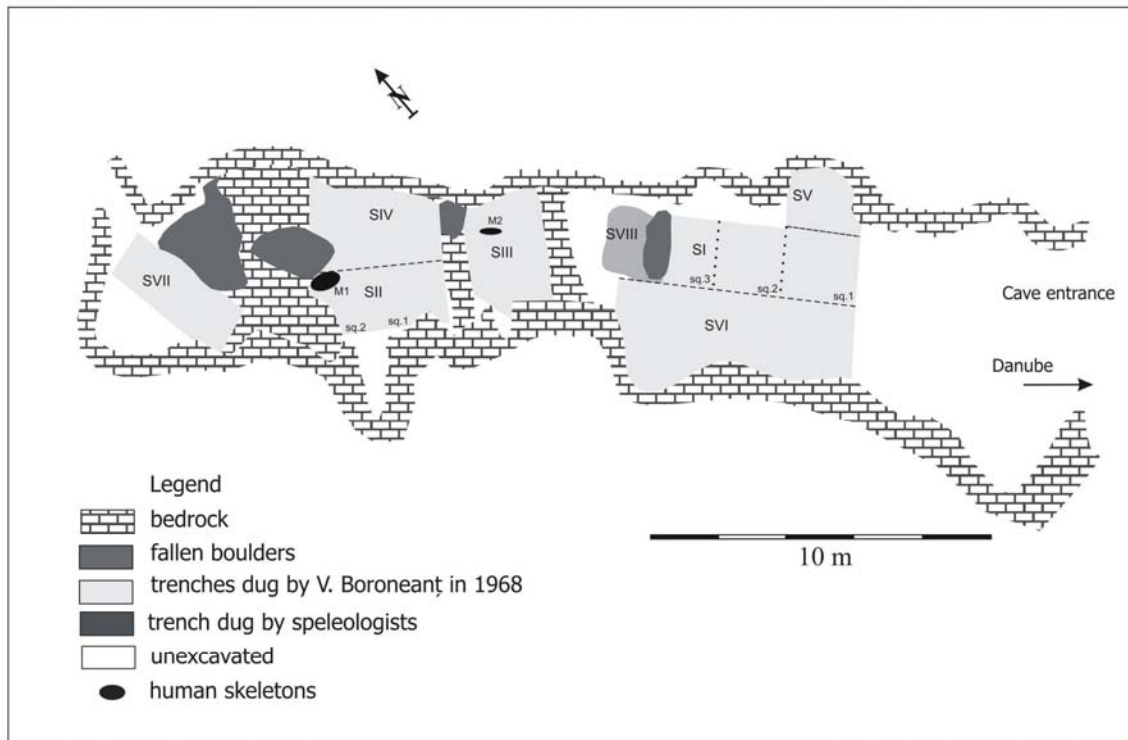 N
SV
SIV
M2
SVIII
SI
SIII
SVII
sq.3
M1
SII
sq.2
sq.1
Cave entrance
sq.2
sq.1
SVI
Danube
Legend
bedrock
fallen boulders
10 m
trenches dug by V. Boroneanț in 1968
trench dug by speleologists
unexcavated
human skeletons